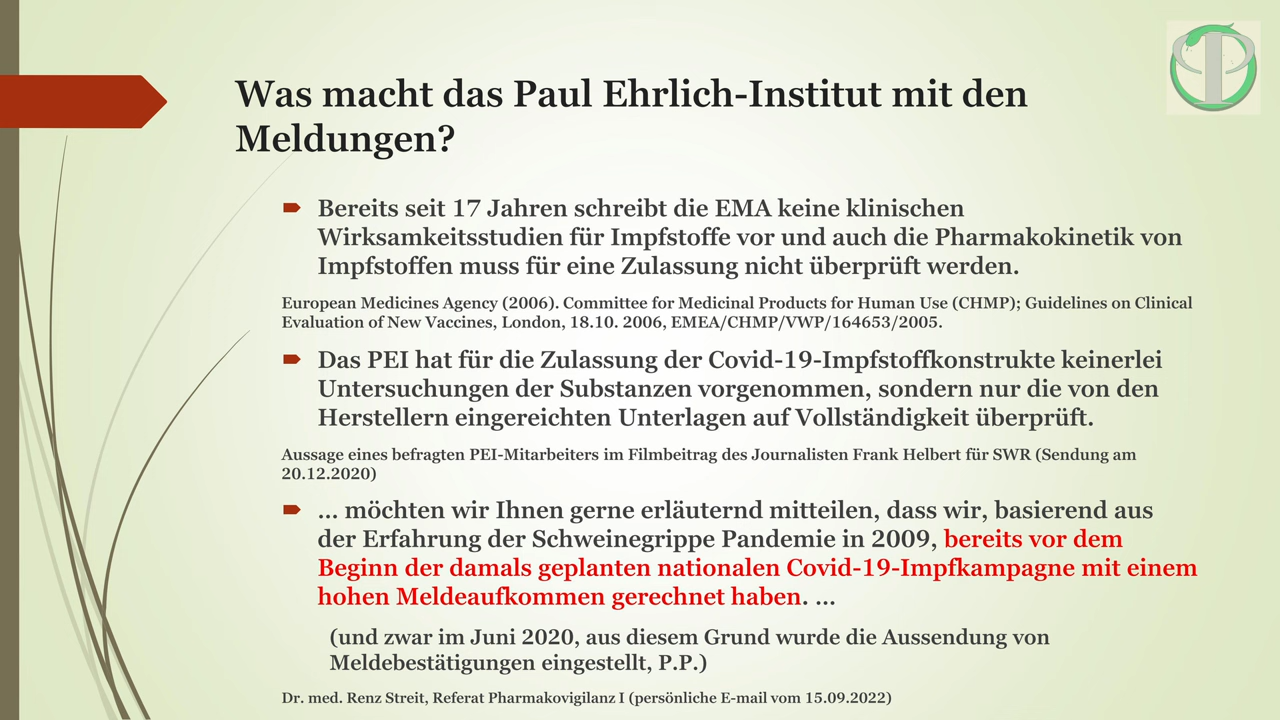 Was macht das Paul Ehrlich-Institut mit den
Meldungen?
Bereits seit 17 Jahren schreibt die EMA keine klinischen
Wirksamkeitsstudien für Impfstoffe vor und auch die Pharmakokinetik von
Impfstoffen muss für eine Zulassung nicht überprüft werden.
European Medicines Agency (2006). Committee for Medicinal Products for Human Use (CHMP); Guidelines on Clinical
Evaluation of New Vaccines, London, 18.10. 2006, EMEA/CHMP/VWP/164653/2005.
Das PEI hat für die Zulassung der Covid-19-Impfstoffkonstrukte keinerlei
Untersuchungen der Substanzen vorgenommen, sondern nur die von den
Herstellern eingereichten Unterlagen auf Vollständigkeit überprüft.
Aussage eines befragten PEI-Mitarbeiters im Filmbeitrag des Journalisten Frank Helbert für SWR (Sendung am
20.12.2020)
... möchten wir Ihnen gerne erläuternd mitteilen, dass wir, basierend aus
der Erfahrung der Schweinegrippe Pandemie in 2009, bereits vor dem
Beginn der damals geplanten nationalen Covid-19-Impfkampagne mit einem
hohen Meldeaufkommen gerechnet haben. ...
(und zwar im Juni 2020, aus diesem Grund wurde die Aussendung von
Meldebestätigungen eingestellt, P.P.)
Dr. med. Renz Streit, Referat Pharmakovigilanz I (persönliche E-mail vom 15.09.2022)